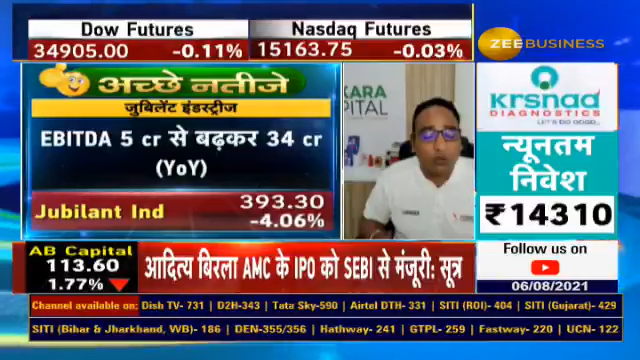 Dow Futures
34905.00 -0.11%
Nasdaq Futures
15163.75 -0.03%
ZEE BUSINESS
अच्छे नतीजे
जुबिलेंट इंडस्ट्रीज
EBITDA 5 cr से बढ़कर 34 cr
(YoY)
Jubilant Ind 393.30
-4.06%
KARA
PITAL
krsnaa
DIAGNOSTICS
LET'S DO GOOD...
न्यूनतम
निवेश
₹14310
AB Capital
113.60
1.77%
आदित्य बिरला AMC के IPO को SEBI से मंजूरी: सूत्र
Follow us on
06/08/2021
Channel available on: Dish TV- 731 | D2H-343 | Tata Sky-590 | Airtel DTH- 331 | SITI (ROI)- 404 | SITI (Gujarat)- 429
SITI (Bihar & Jharkhand, WB)- 186 | DEN-355/356 | Hathway- 241 | GTPL- 259 | Fastway- 220 | UCN- 122